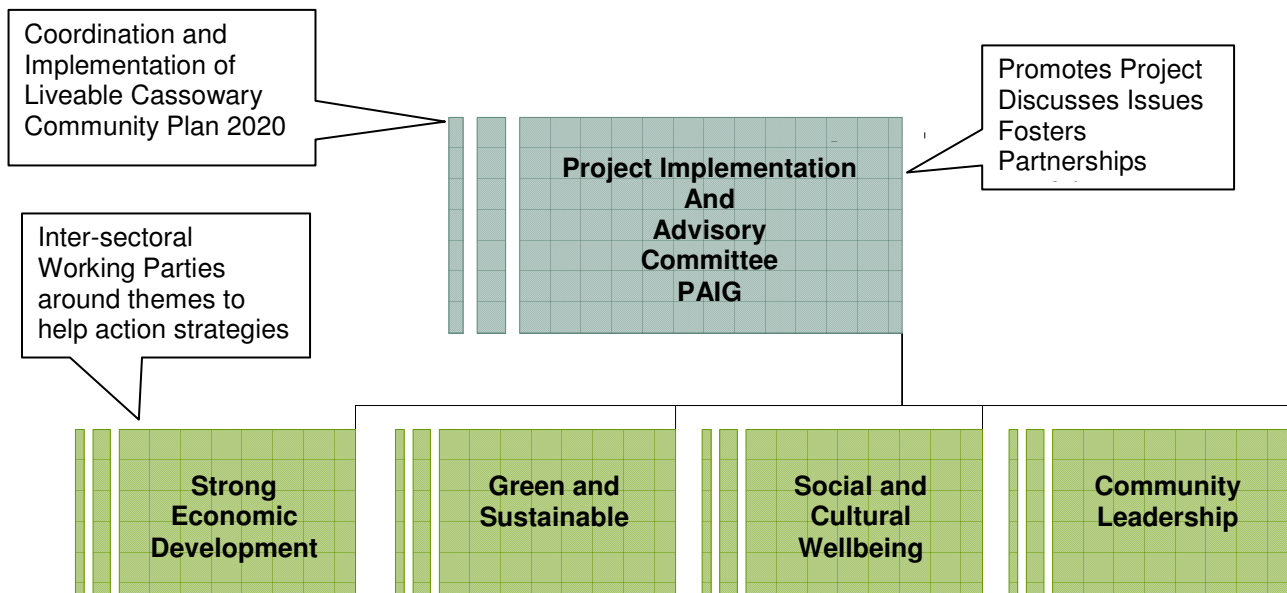 Coordination and
Implementation of
Liveable Cassowary
Community Plan 2020
Promotes Project
Discusses Issues
Fosters
Partnerships
Project Implementation
And
Advisory
Committee
PAIG
Inter-sectoral
Working Parties
around themes to
help action strategies
Strong
Economic
Development
Green and
Sustainable
Social and
Cultural
Wellbeing
Community
Leadership